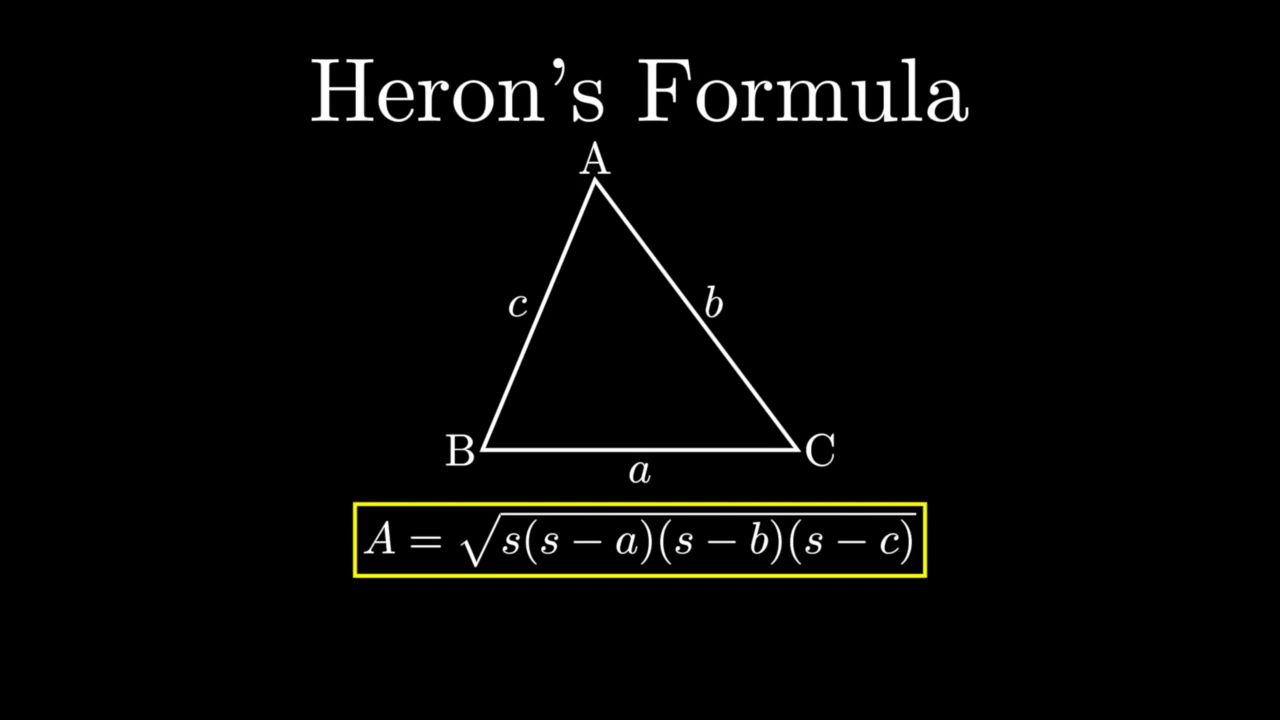 Heron's Formula
A
c
b
B
C
a
A = √s(s − a)(s − b)(s − c)